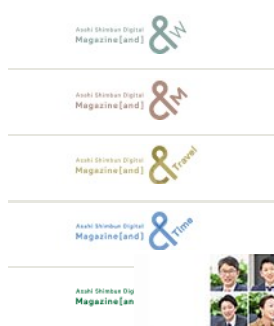 Asahi Shimbun Digital
Magazine[and] &W
Asahi Shimbun Digital
Magazine[and] &M
Asahi Shimbun Digital
Magazine[and] &Travel
Asahi Shimbun Digital
Magazine[and] &Time
Asahi Shimbun Dig
Magazine[an